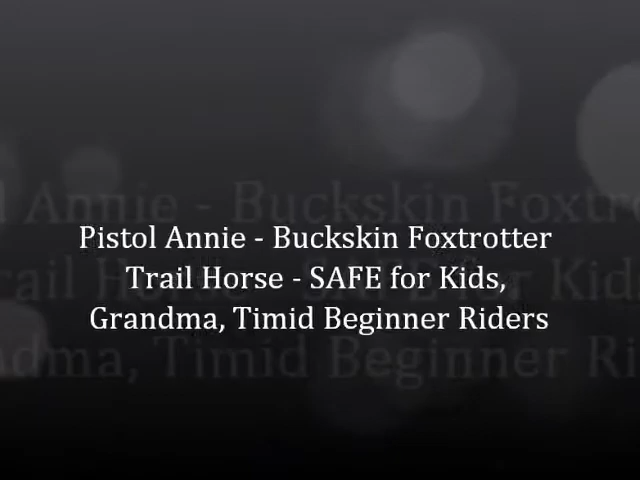 Pistol Annie - Buckskin Foxtrotter
Trail Horse - SAFE for Kids,
Grandma, Timid Beginner Riders